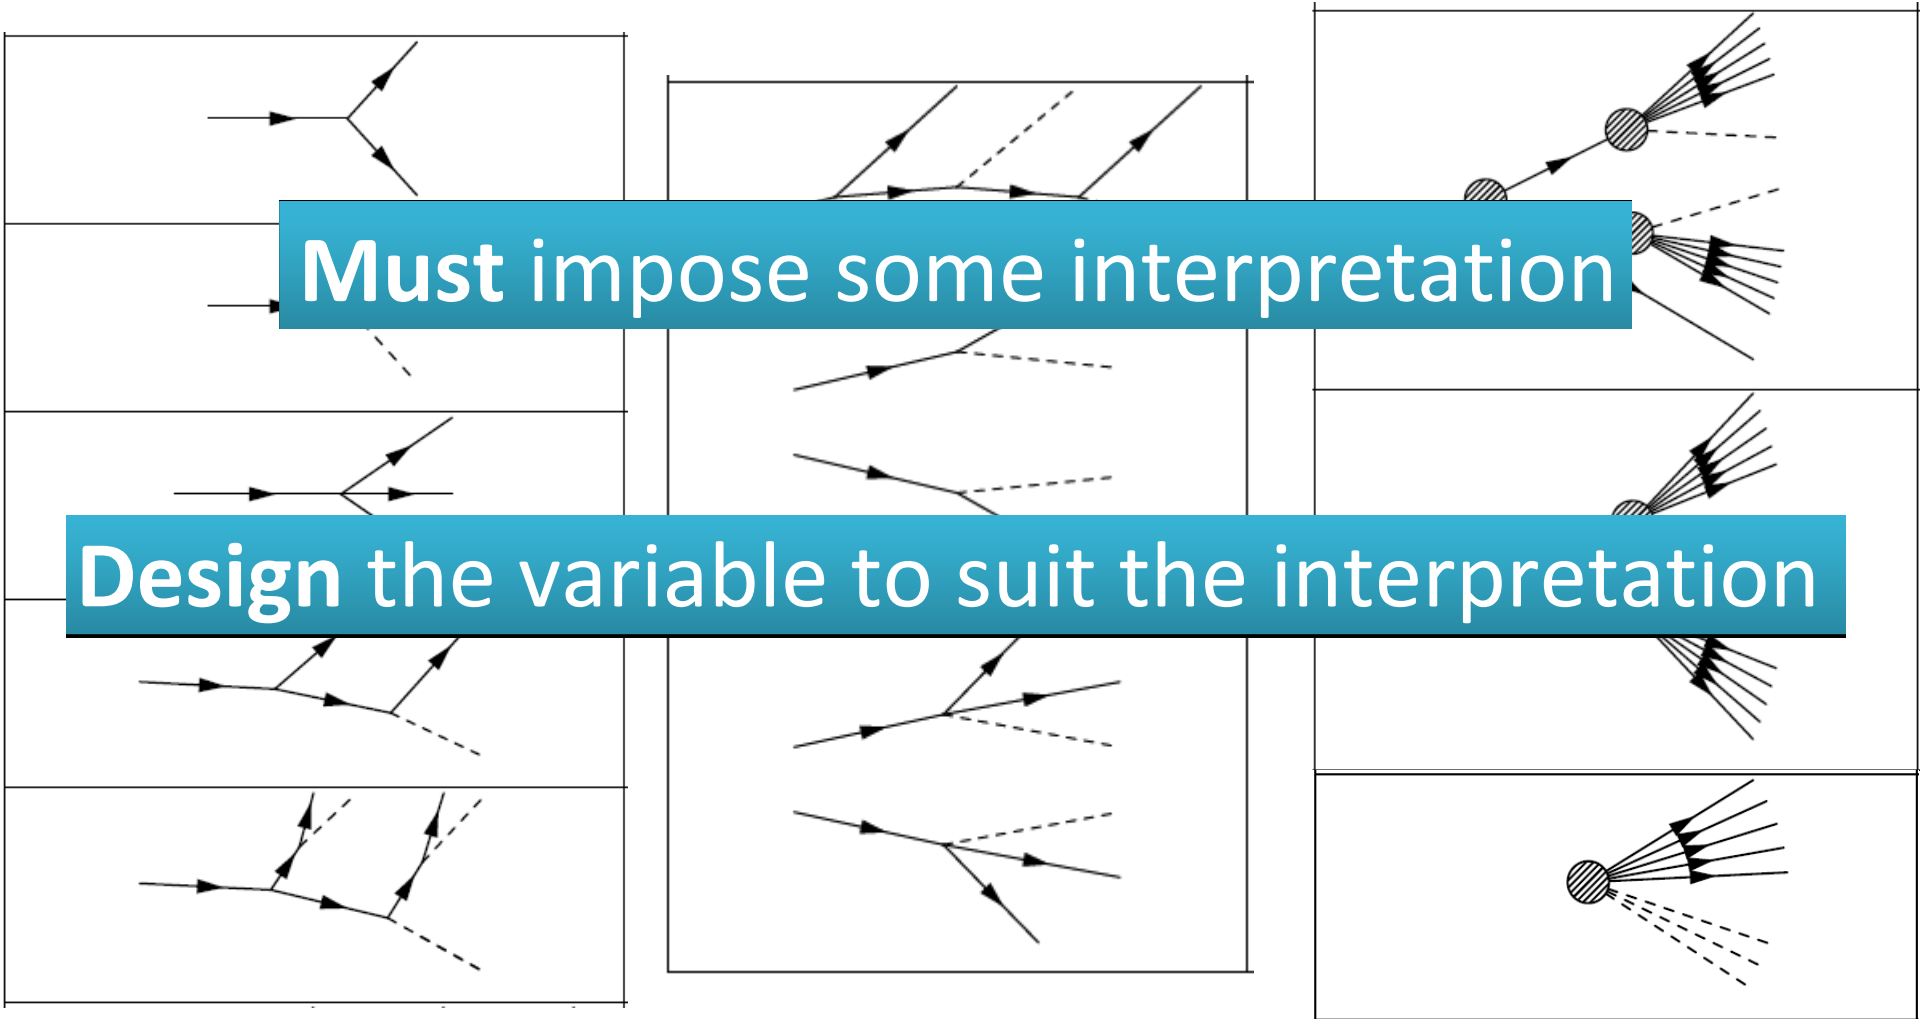 Must impose some interpretation
Design the variable to suit the interpretation